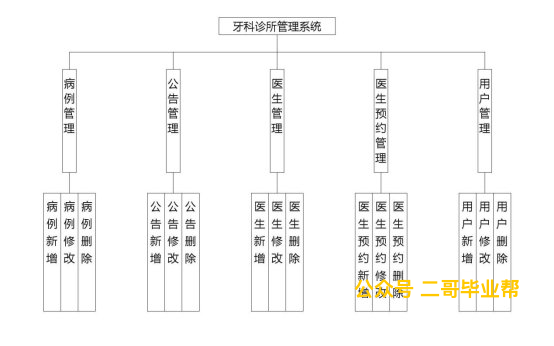 牙科诊所管理系统
病例管理
公告管理
医生管理
医生预约管理
用户管理
病例新增
病例修改
病例删除
公告新增
公告修改
公告删除
医生新增
医生修改
医生删除
医生预约新增
医生预约修改
医生预约删除
用户新增
用户修改
用户删除
公众号 二哥毕业帮